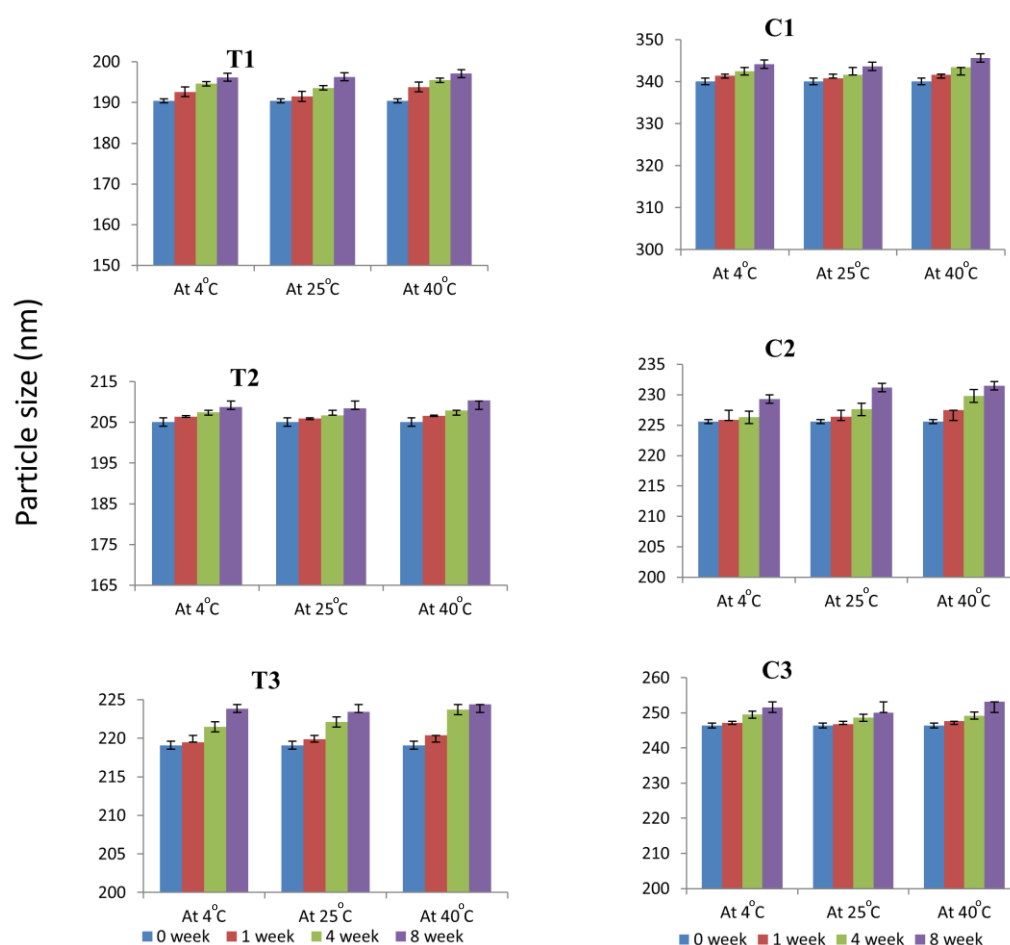 Particle size (nm)
T1
200
190
180
170
160
150
At 4°C At 25°C At 40°C
C1
350
340
330
320
310
300
At 4°C At 25°C At 40°C
T2
215
205
195
185
175
165
At 4°C At 25°C At 40°C
C2
235
230
225
220
215
210
205
200
At 4°C At 25°C At 40°C
T3
225
220
215
210
205
200
At 4°C At 25°C At 40°C
0 week 1 week 4 week 8 week
C3
260
250
240
230
220
210
200
At 4°C At 25°C At 40°C
0 week 1 week 4 week 8 week